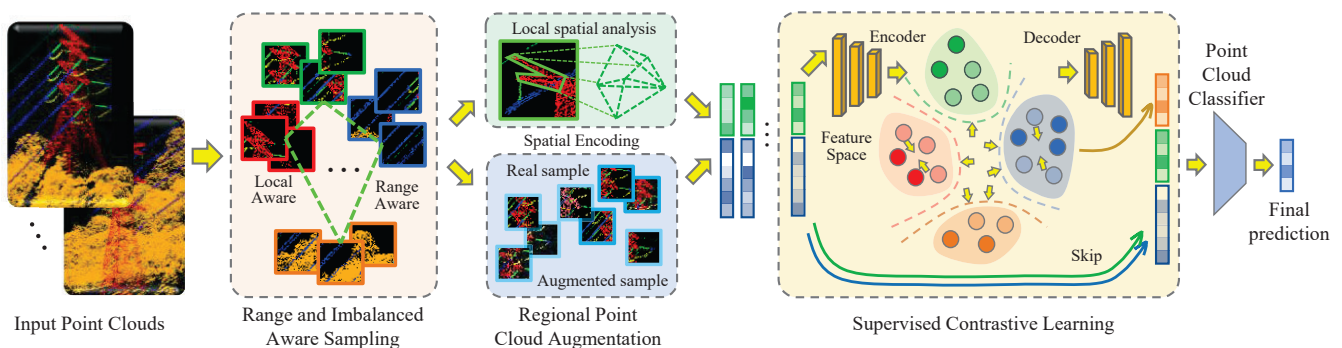 Local spatial analysis
Spatial Encoding
Real sample
Augmented sample
Local
Aware
Range
Aware
Encoder
Decoder
Feature
Space
Skip
Point
Cloud
Classifier
Final
prediction
Input Point Clouds
Range and Imbalanced
Aware Sampling
Regional Point
Cloud Augmentation
Supervised Contrastive Learning